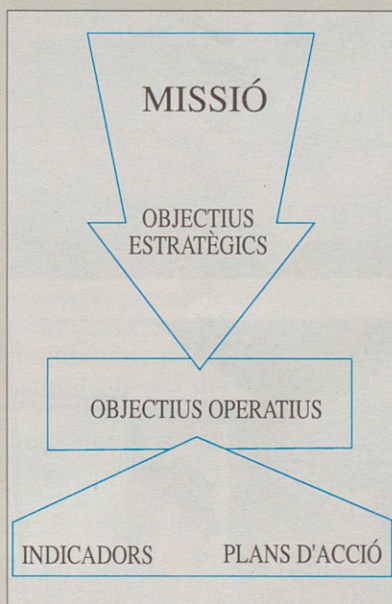 MISSIÓ
OBJECTIUS
ESTRATÈGICS
OBJECTIUS OPERATIUS
INDICADORS PLANS D'ACCIÓ